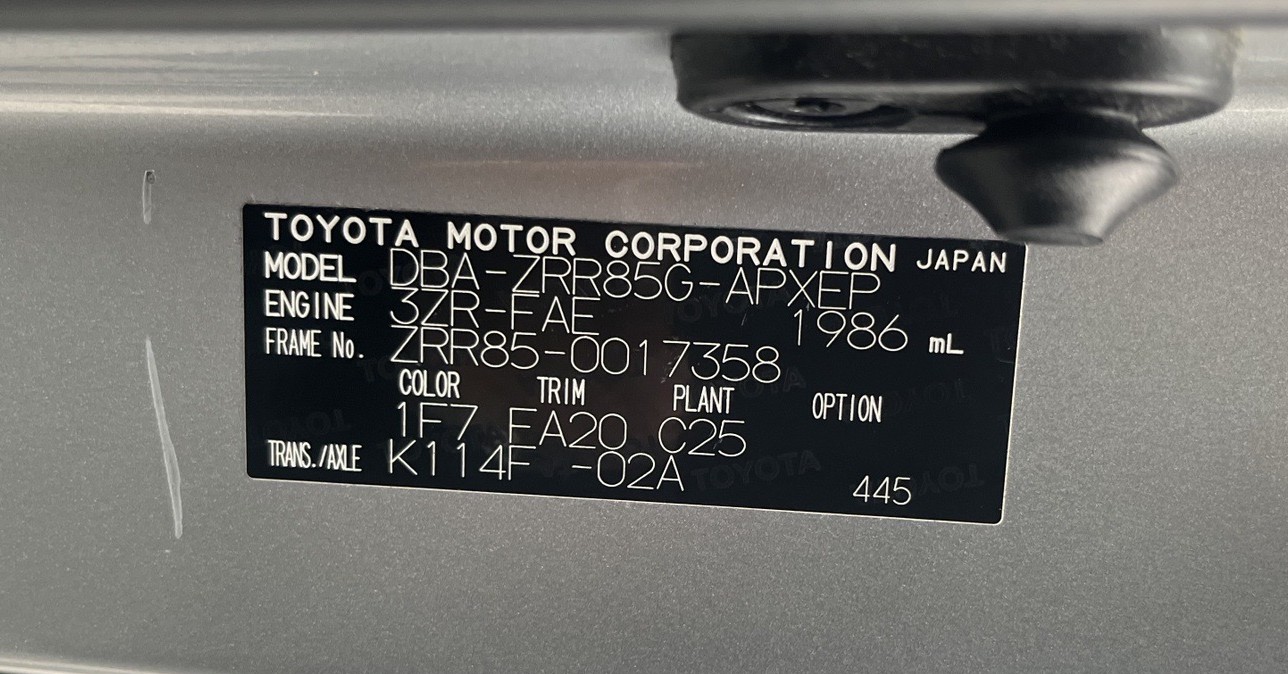 TOYOTA MOTOR CORPORATION JAPAN
MODEL DBA-ZRR85G-APXEP
ENGINE 3ZR-FAE 1986 mL
FRAME No. ZRR85-0017358
COLOR TRIM PLANT OPTION
1F7 FA20 C25
TRANS./AXLE K114F -02A
445